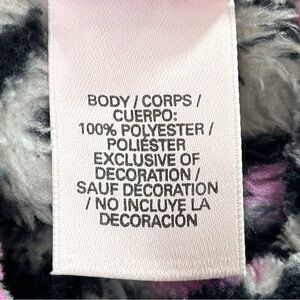 BODY / CORPS /
CUERPO:
100% POLYESTER /
POLIÉSTER
EXCLUSIVE OF
DECORATION /
SAUF DÉCORATION
/ NO INCLUYE LA
DECORACIÓN